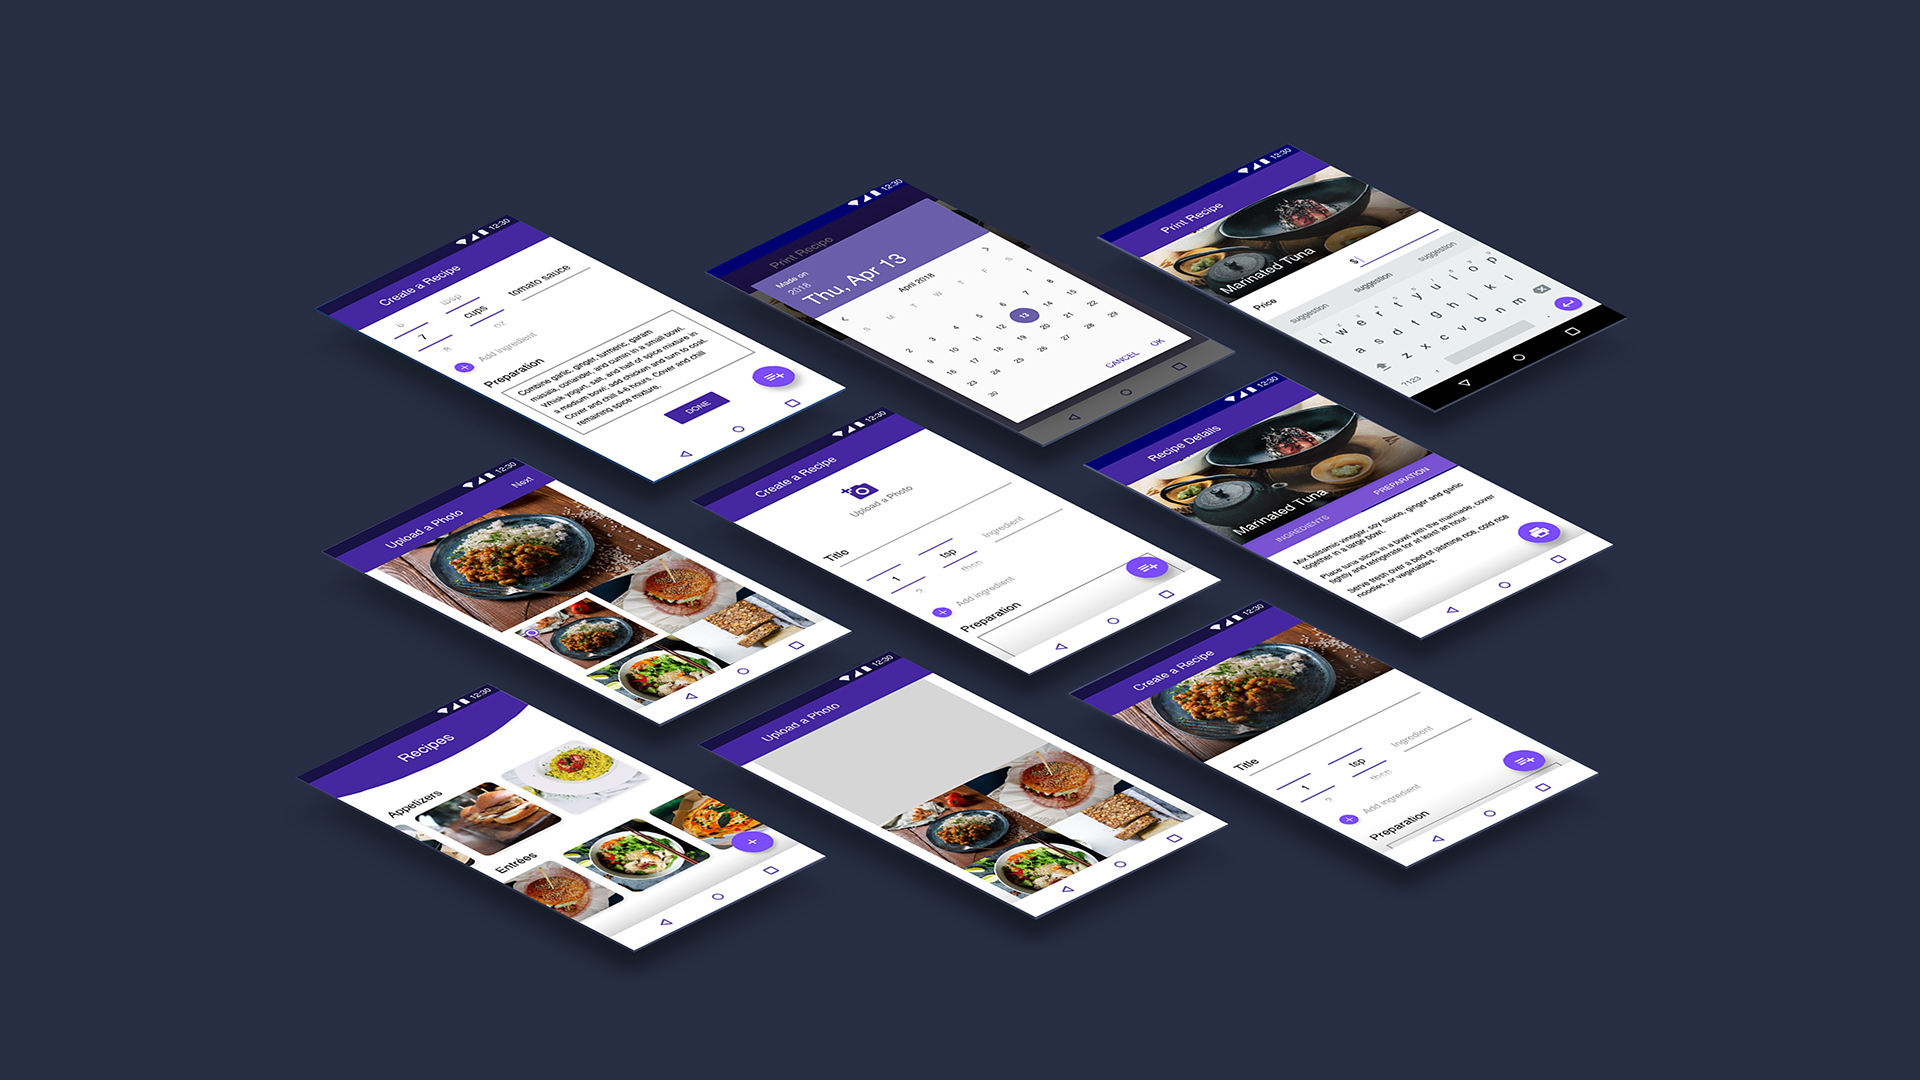 12:30
Create a Recipe
6
tbsp
7
cups
tomato sauce
8
oz
Add ingredient
Preparation
Combine garlic, ginger, turmeric, garam
masala, coriander, and cumin in a small bowl.
Whisk yogurt, salt, and half of spice mixture in
a medium bowl; add chicken and turn to coat.
Cover and chill 4-6 hours. Cover and chill
remaining spice mixture.
DONE
12:30
Print Recipe
Made on
2018
Thu, Apr 13
April 2018
S M T W T F S
1
2 3 4 5 6 7 8
9 10 11 12 13 14 15
16 17 18 19 20 21 22
23 24 25 26 27 28 29
30
CANCEL OK
12:30
Print Recipe
Marinated Tuna
Price
$
suggestion suggestion suggestion
q w e r t y u i o p
a s d f g h j k l
z x c v b n m
?123 , .
12:30
Upload a Photo
Next
12:30
Create a Recipe
Upload a Photo
Title
1
tsp
Ingredient
2
tbsp
Add ingredient
Preparation
12:30
Recipe Details
Marinated Tuna
INGREDIENTS PREPARATION
Mix balsamic vinegar, soy sauce, ginger and garlic
together in a large bowl.
Place tuna slices in a bowl with the marinade, cover
tightly and refrigerate for at least an hour.
Serve fresh over a bed of jasmine rice, cold rice
noodles, or vegetables.
12:30
Recipes
Appetizers
Entrées
12:30
Upload a Photo
12:30
Create a Recipe
Title
1
tsp
Ingredient
2
tbsp
Add ingredient
Preparation